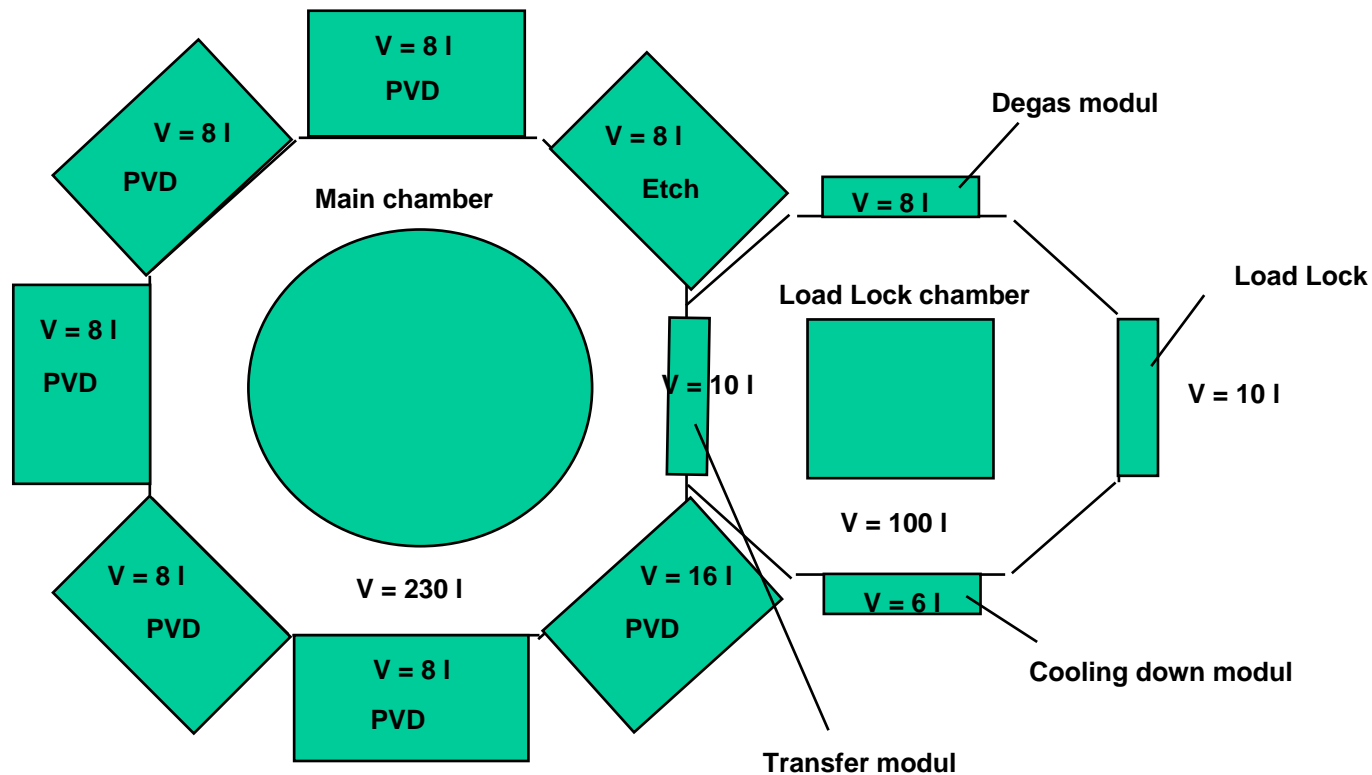 V = 8 l
PVD
V = 8 l
PVD
V = 8 l
Etch
Degas modul
V = 8 l
Main chamber
Load Lock
Load Lock chamber
V = 8 l
PVD
V = 10 l
V = 10 l
V = 100 l
V = 8 l
PVD
V = 230 l
V = 16 l
PVD
V = 6 l
V = 8 l
PVD
Cooling down modul
Transfer modul